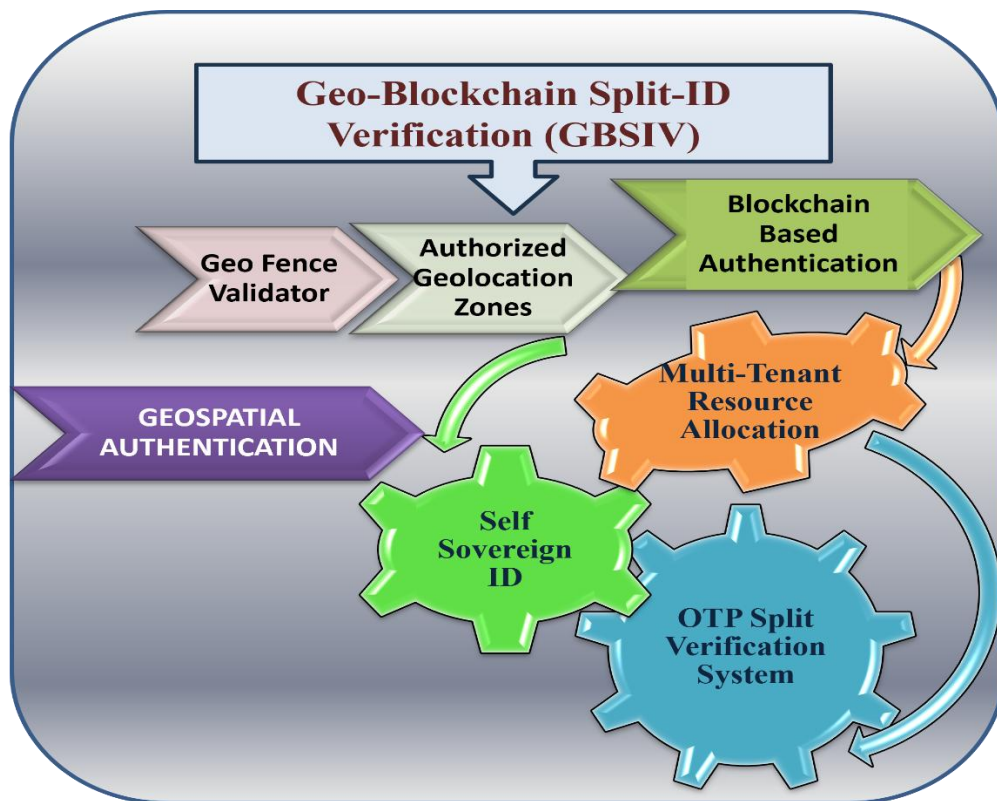 Geo-Blockchain Split-ID
Verification (GBSIV)
Geo Fence
Validator
Authorized
Geolocation
Zones
Blockchain
Based
Authentication
GEOSPATIAL
AUTHENTICATION
Multi-Tenant
Resource
Allocation
Self
Sovereign
ID
OTP Split
Verification
System